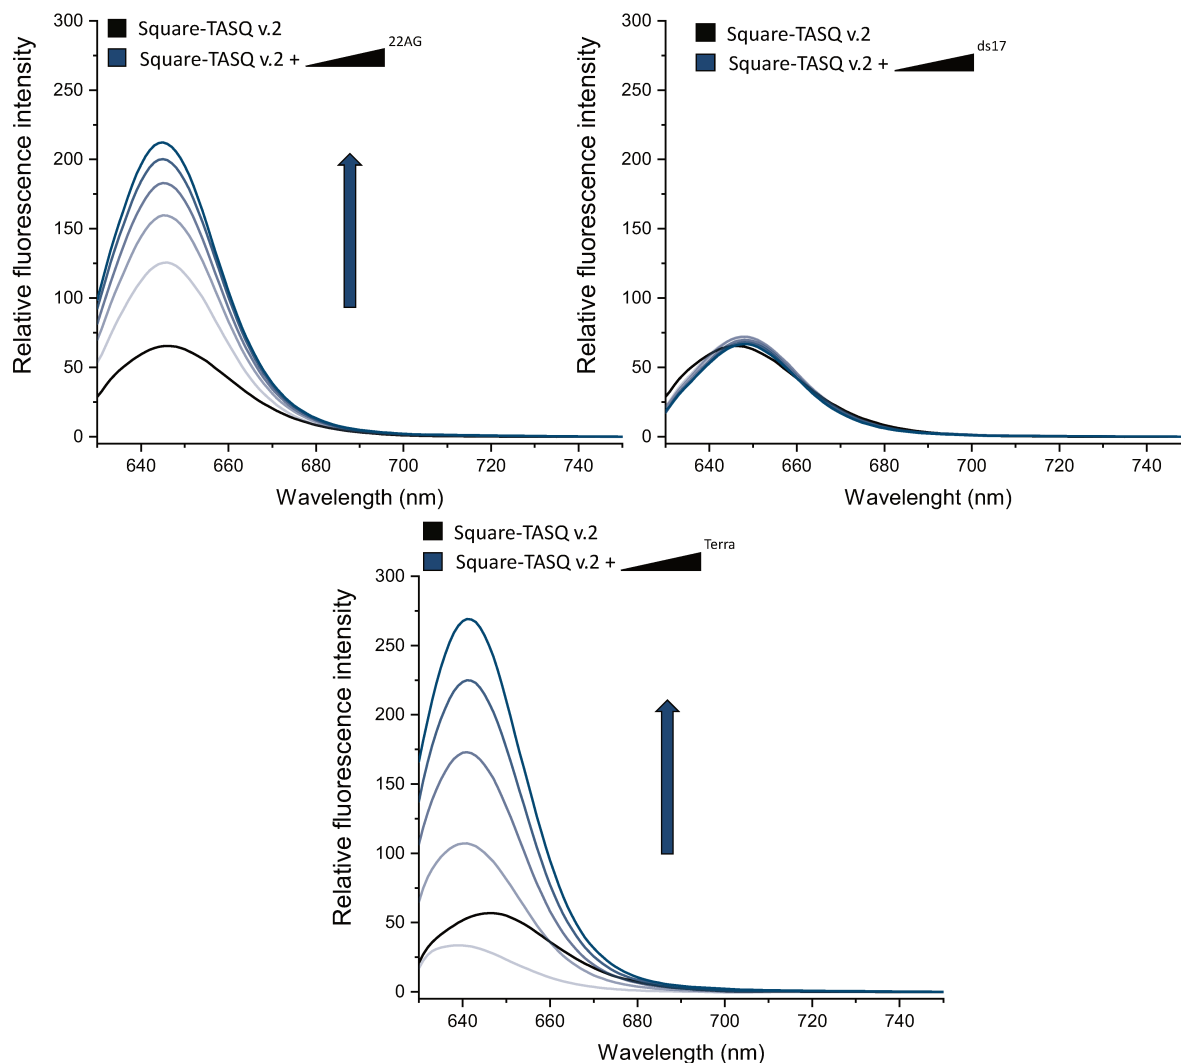 Square-TASQ v.2
Square-TASQ v.2 + 22AG
300
250
200
150
100
50
0
Relative fluorescence intensity
640 660 680 700 720 740
Wavelength (nm)
Square-TASQ v.2
Square-TASQ v.2 + ds17
300
250
200
150
100
50
0
Relative fluorescence intensity
640 660 680 700 720 740
Wavelenght (nm)
Square-TASQ v.2
Square-TASQ v.2 + Terra
300
250
200
150
100
50
0
Relative fluorescence intensity
640 660 680 700 720 740
Wavelength (nm)